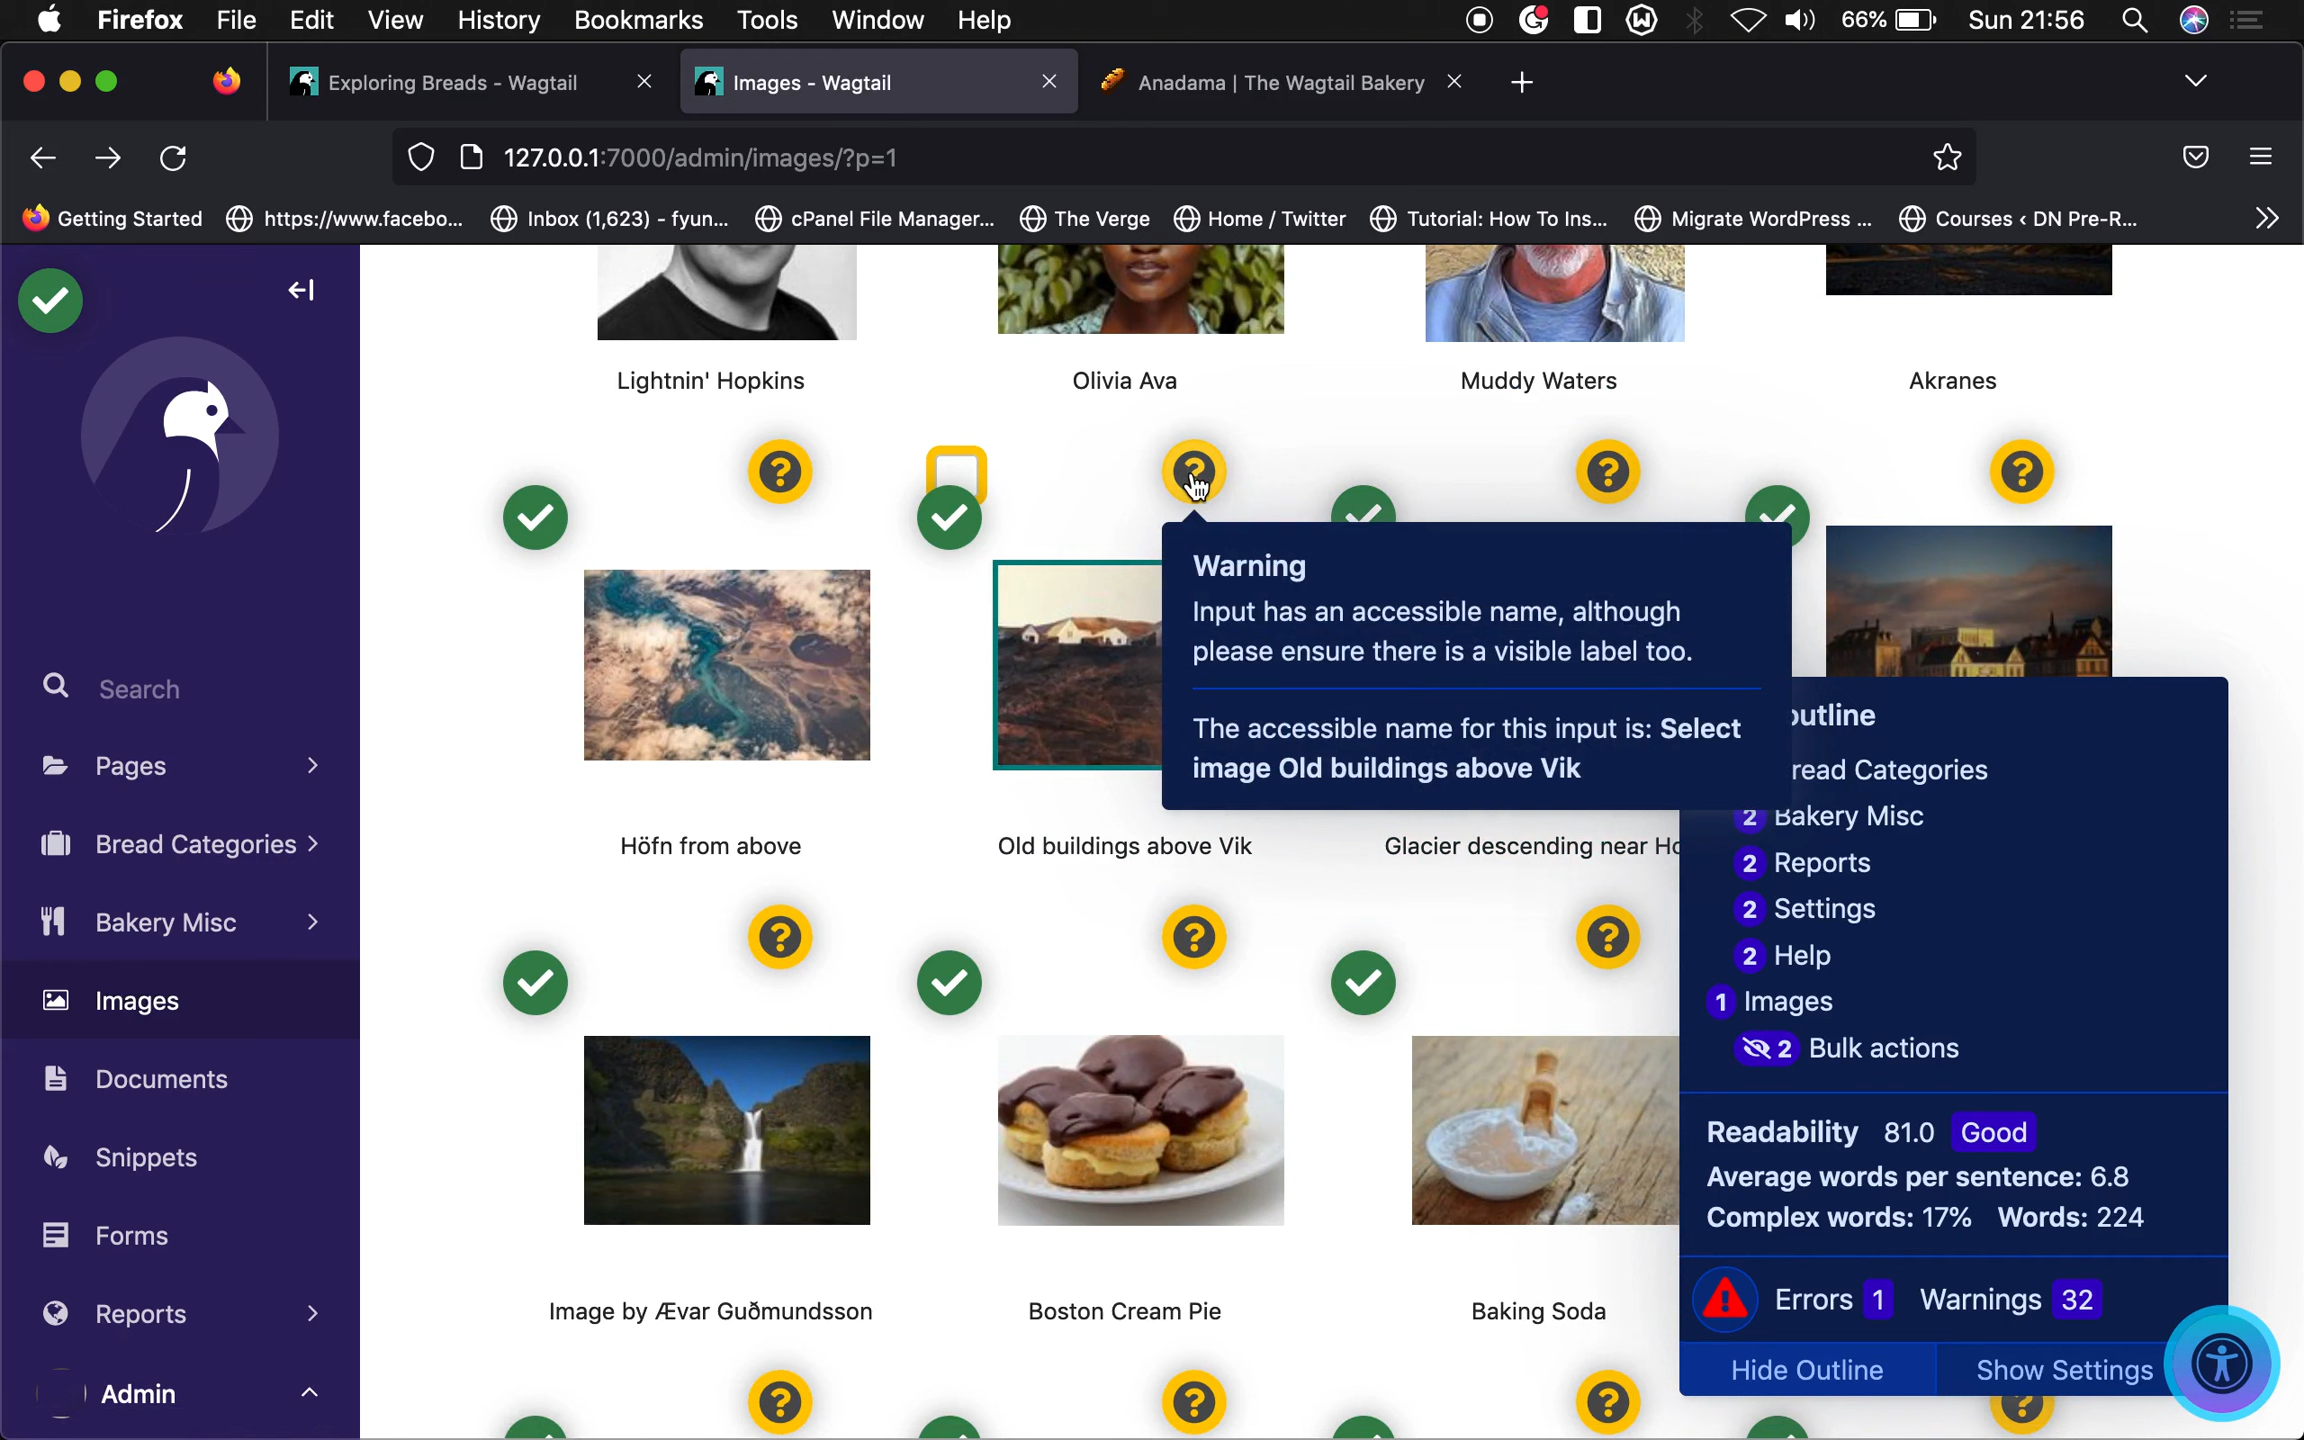 Firefox File Edit View History Bookmarks Tools Window Help 66% Sun 21:56
Exploring Breads - Wagtail
Images - Wagtail
Anadama | The Wagtail Bakery
127.0.0.1:7000/admin/images/?p=1
Getting Started https://www.facebo... Inbox (1,623) - fyun... cPanel File Manager... The Verge Home / Twitter Tutorial: How To Ins... Migrate WordPress ... Courses ‹ DN Pre-R...
Search
Pages
Bread Categories
Bakery Misc
Images
Documents
Snippets
Forms
Reports
Admin
Lightnin' Hopkins
Olivia Ava
Muddy Waters
Akranes
Warning
Input has an accessible name, although
please ensure there is a visible label too.
The accessible name for this input is: Select
image Old buildings above Vik
Höfn from above
Old buildings above Vik
Glacier descending near
Image by Ævar Guðmundsson
Boston Cream Pie
Baking Soda
outline
read Categories
2 Bakery Misc
2 Reports
2 Settings
2 Help
1 Images
2 Bulk actions
Readability 81.0 Good
Average words per sentence: 6.8
Complex words: 17% Words: 224
Errors 1 Warnings 32
Hide Outline
Show Settings